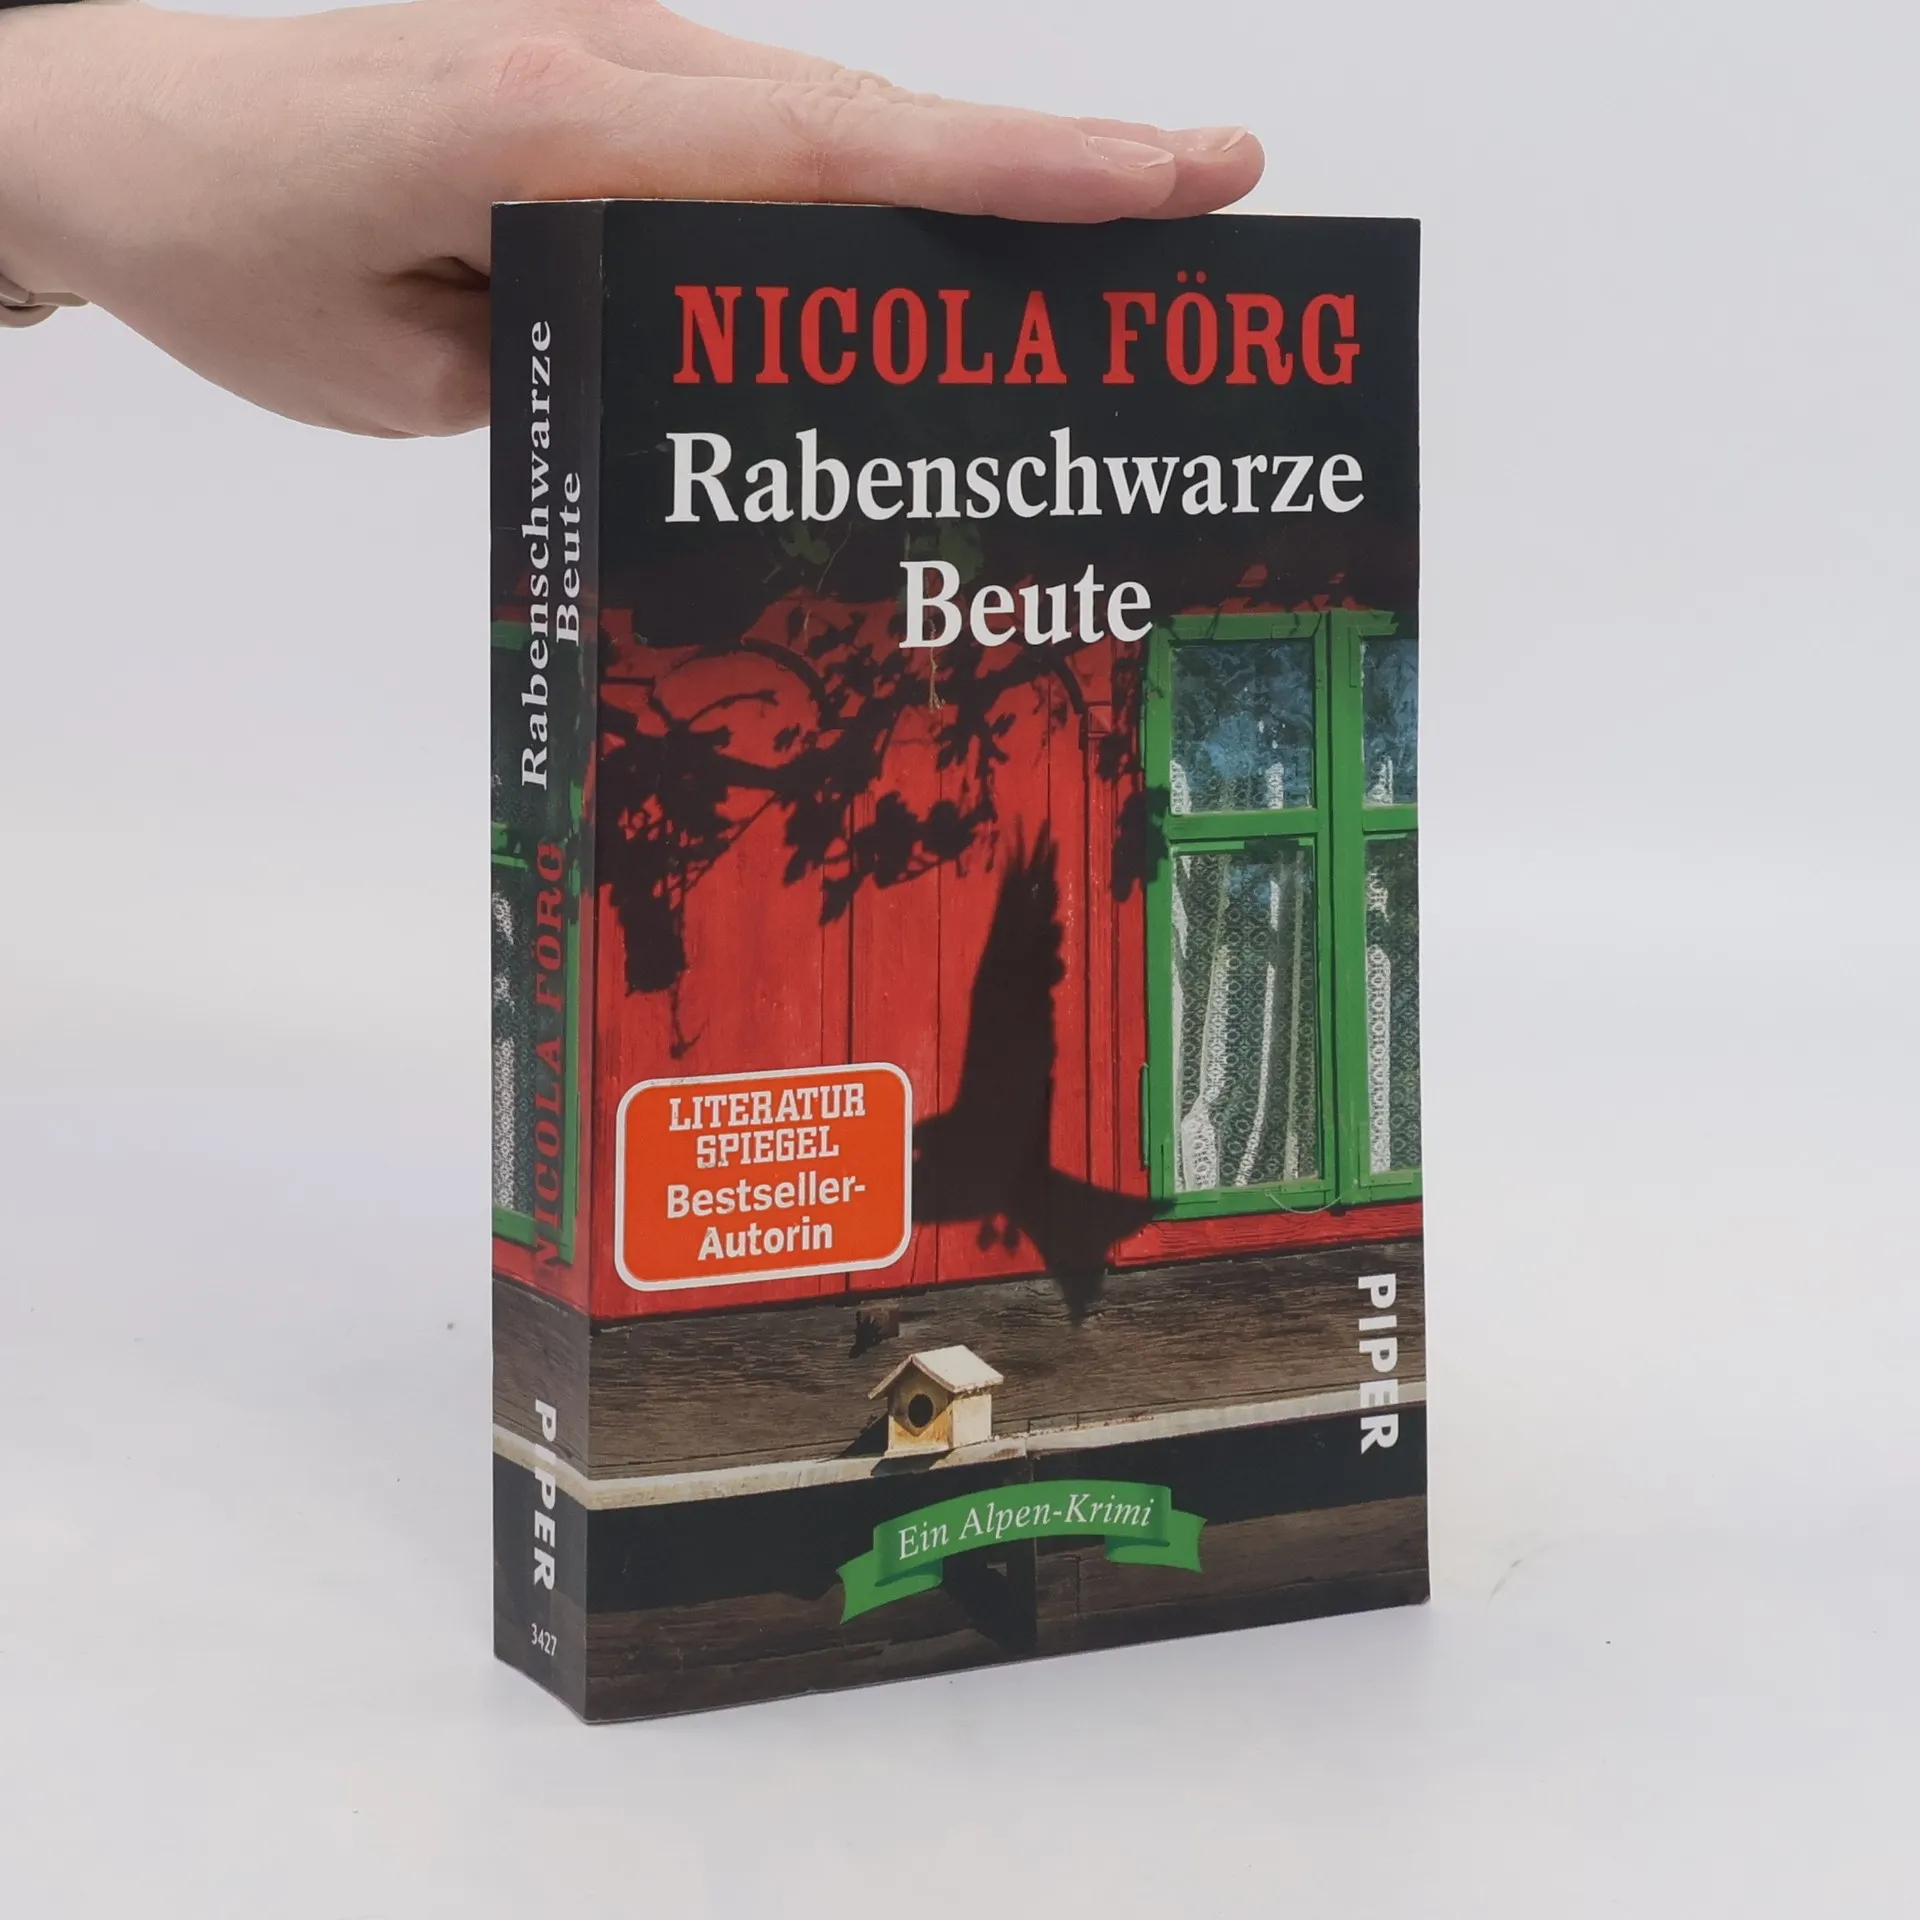 NICOLA FÖRG
Rabenschwarze
Beute
LITERATUR
SPIEGEL
Bestseller-
Autorin
PIPER
Ein Alpen-Krimi
Rabenschwarze
Beute
NICOLA FÖRG
PIPER
3427